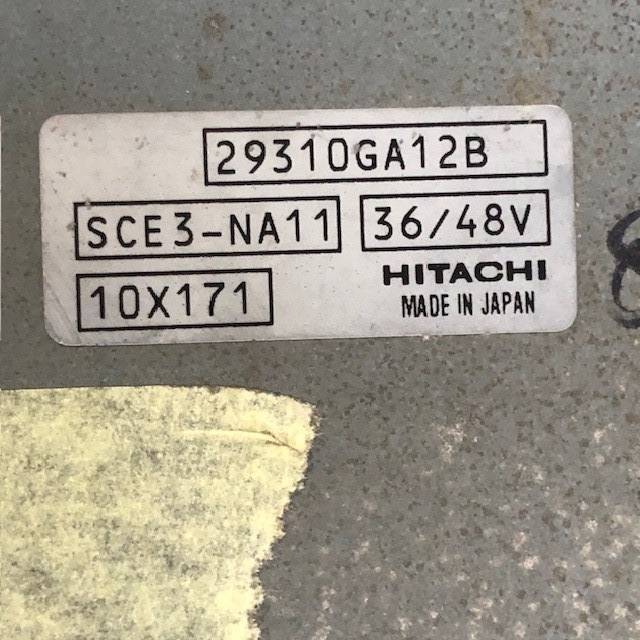 29310GA12B
SCE3-NA11 36/48V
10X171 HITACHI
MADE IN JAPAN